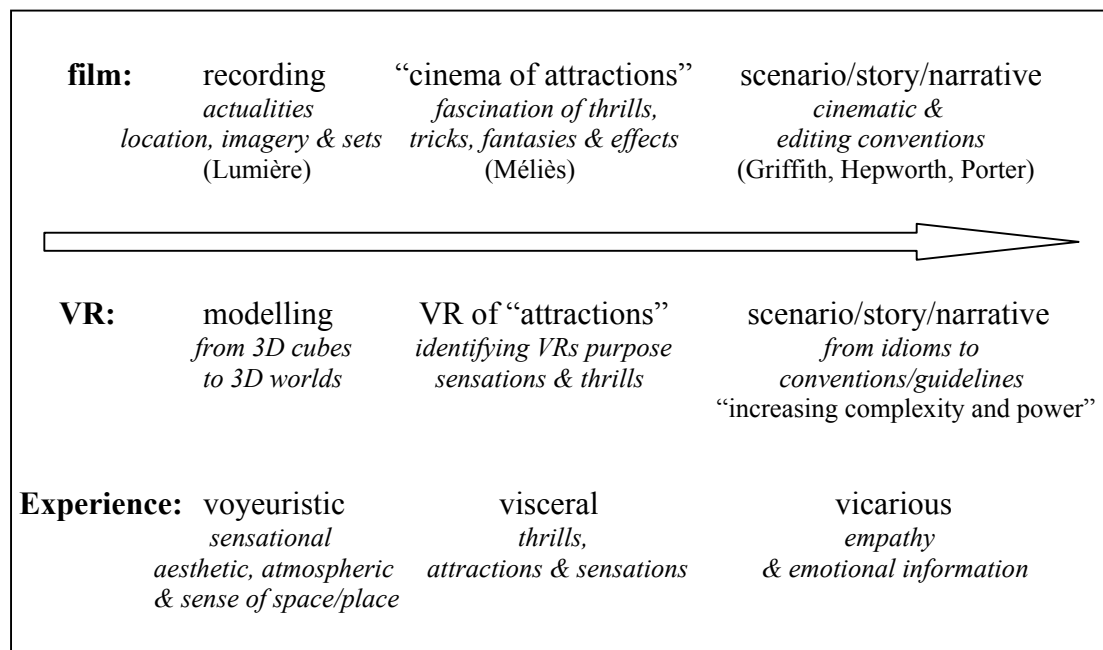 film: recording “cinema of attractions” scenario/story/narrative
actualities fascination of thrills, cinematic &
location, imagery & sets tricks, fantasies & effects editing conventions
(Lumière) (Méliès) (Griffith, Hepworth, Porter)
VR: modelling VR of “attractions” scenario/story/narrative
from 3D cubes identifying VRs purpose from idioms to
to 3D worlds sensations & thrills conventions/guidelines
“increasing complexity and power”
Experience: voyeuristic visceral vicarious
sensational thrills, empathy
aesthetic, atmospheric attractions & sensations & emotional information
& sense of space/place